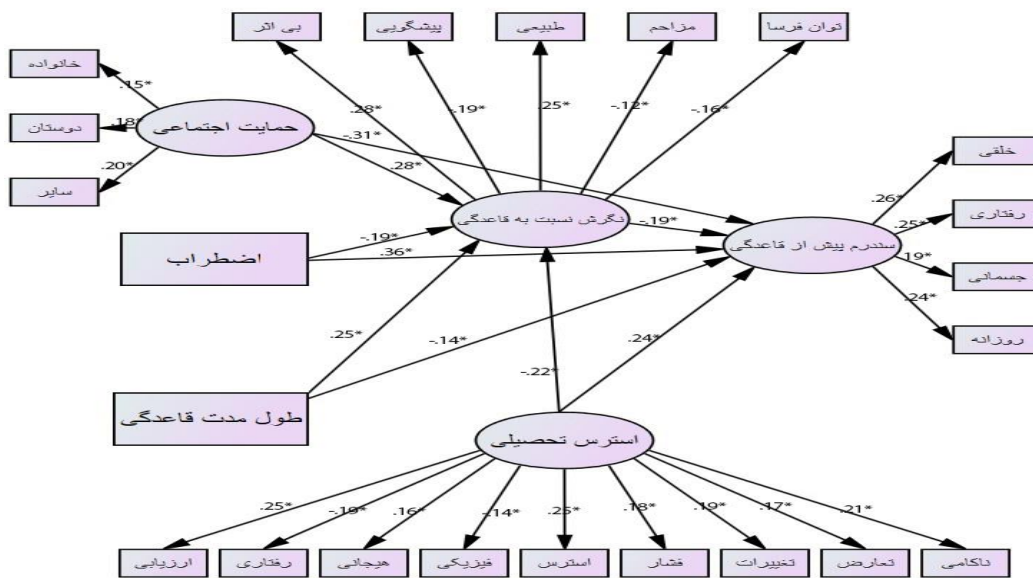 بی اثر
پیشگویی
طبیعی
مزاحم
توان فرسا
خانواده
دوستان
سایر
.15*
.18*
.20*
حمایت اجتماعی
.28*
-.19*
.25*
-.12*
-.16*
-.31*
.28*
نگرش نسبت به قاعدگی
-.19*
سندرم پیش از قاعدگی
خلقی
رفتاری
جسمانی
روزانه
.26*
.25*
.19*
.24*
اضطراب
-.19*
.36*
طول مدت قاعدگی
.25*
-.14*
-.22*
.24*
استرس تحصیلی
.25*
-.19*
.16*
-.14*
.25*
.18*
.19*
.17*
.21*
ارزیابی
رفتاری
هیجانی
فیزیکی
استرس
فشار
تغییرات
تعارض
ناکامی